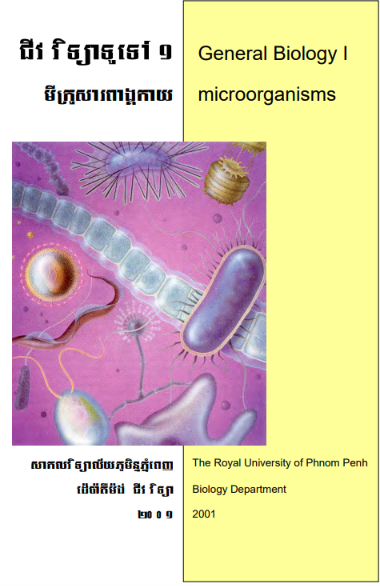 ជីវ វិទ្យាទូទៅ ១
General Biology I
មីក្រូសារពាង្គកាយ
microorganisms
សាកលវិទ្យាល័យភូមិន្ទភ្នំពេញ
The Royal University of Phnom Penh
ដេប៉ាតឺម៉ង់ ជីវ វិទ្យា
Biology Department
២០០១
2001